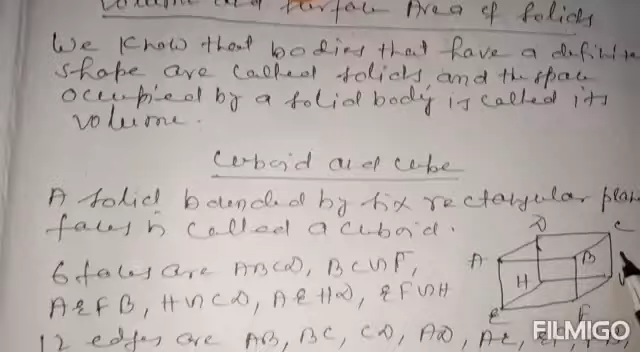 Volume and Surface Area of Solids
We know that bodies that have a definite
shape are called solids, and the space
occupied by a solid body is called its
volume.
Cuboid and cube
A solid bounded by six rectangular plan
faces is called a cuboid.
D C
A B
H
E F
6 faces are ABCD, BCGF,
AEFB, HGCD, AEHD, EFGH
12 edges are AB, BC, CD, AD, AE,
FILMIGO